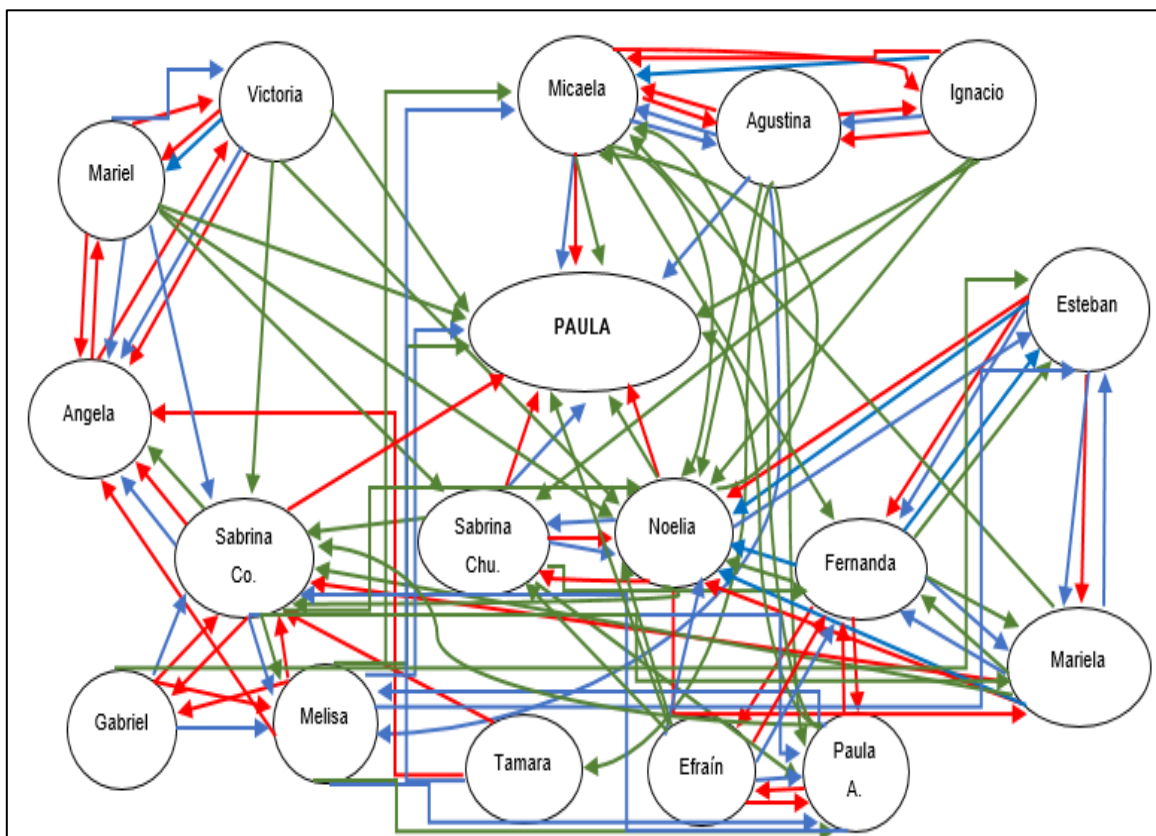 Micaela
Ignacio
Victoria
Agustina
Mariel
Esteban
PAULA
Angela
Sabrina
Co.
Sabrina
Chu.
Noelia
Fernanda
Mariela
Gabriel
Melisa
Tamara
Efraín
Paula
A.